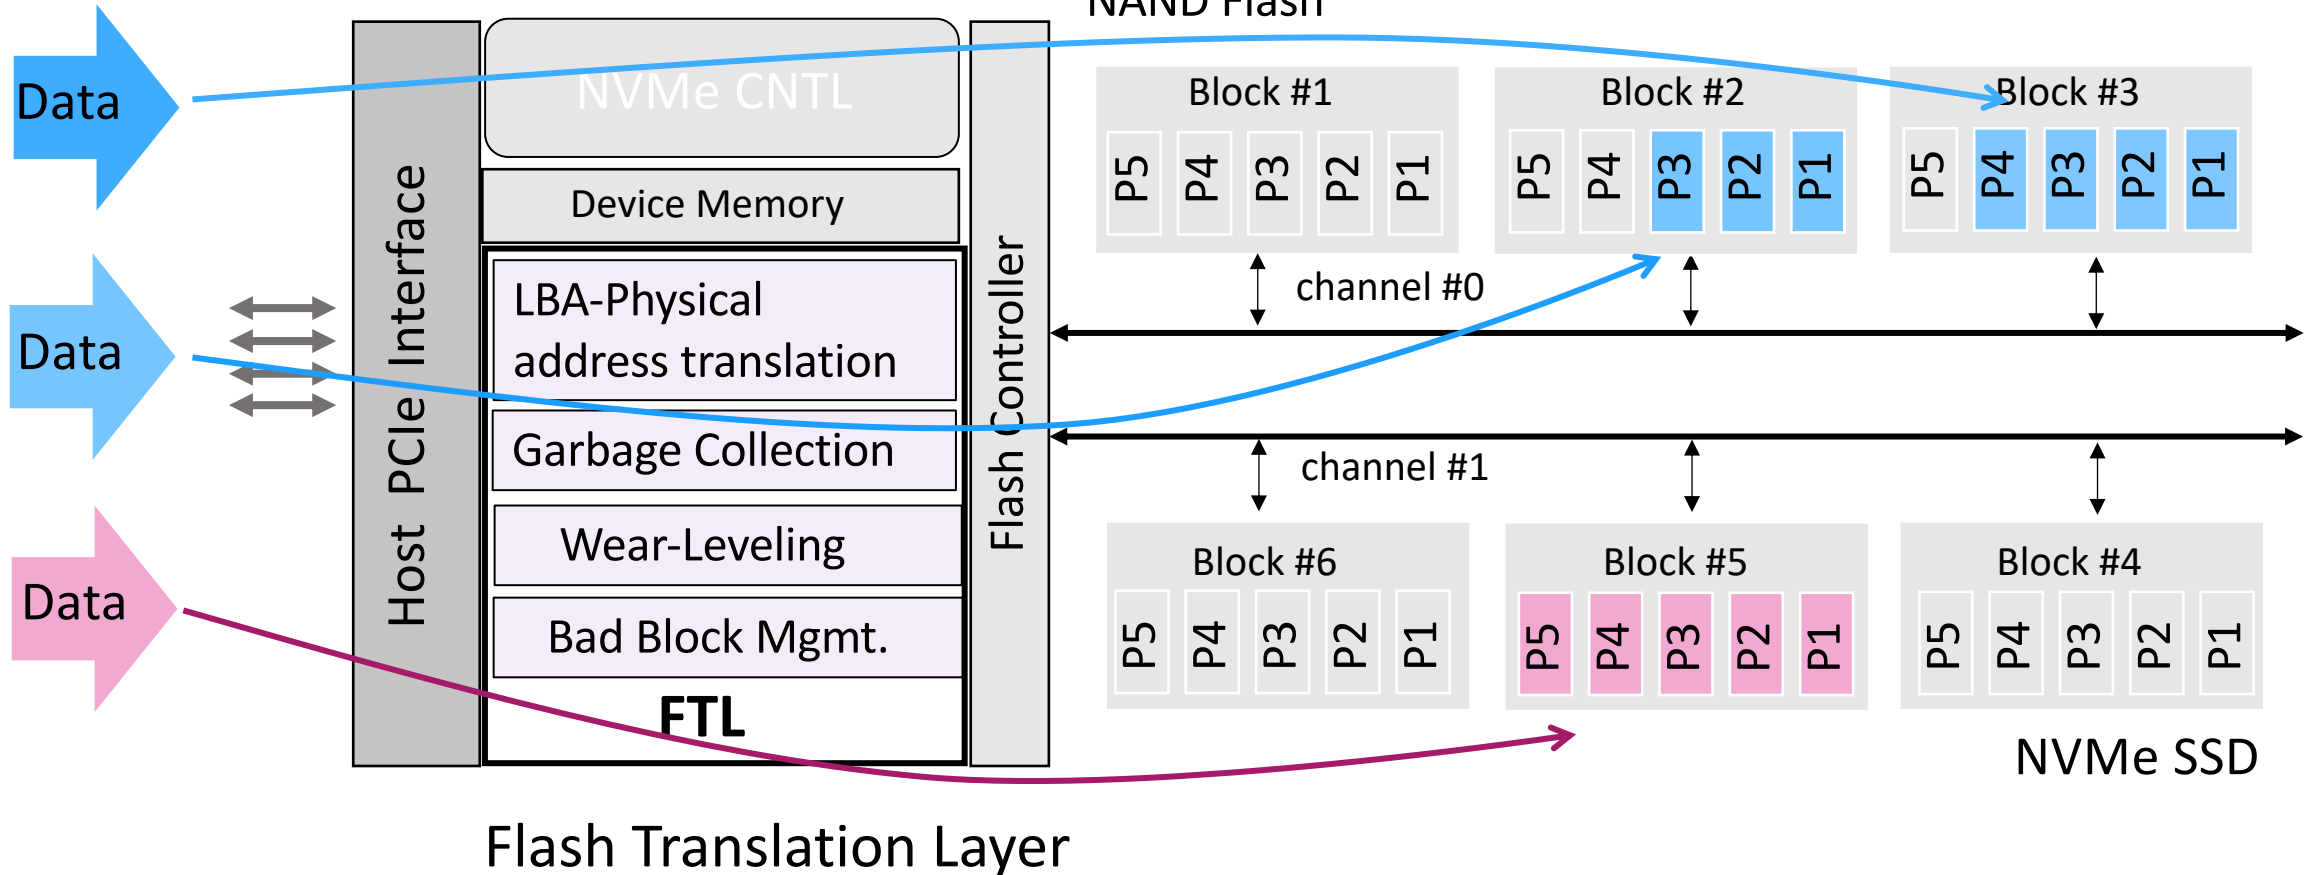 NAND Flash
Data
Data
Data
Host PCIe Interface
NVMe CNTL
Device Memory
LBA-Physical
address translation
Garbage Collection
Wear-Leveling
Bad Block Mgmt.
FTL
Flash Controller
Block #1
P5 P4 P3 P2 P1
Block #2
P5 P4 P3 P2 P1
Block #3
P5 P4 P3 P2 P1
channel #0
channel #1
Block #6
P5 P4 P3 P2 P1
Block #5
P5 P4 P3 P2 P1
Block #4
P5 P4 P3 P2 P1
NVMe SSD
Flash Translation Layer